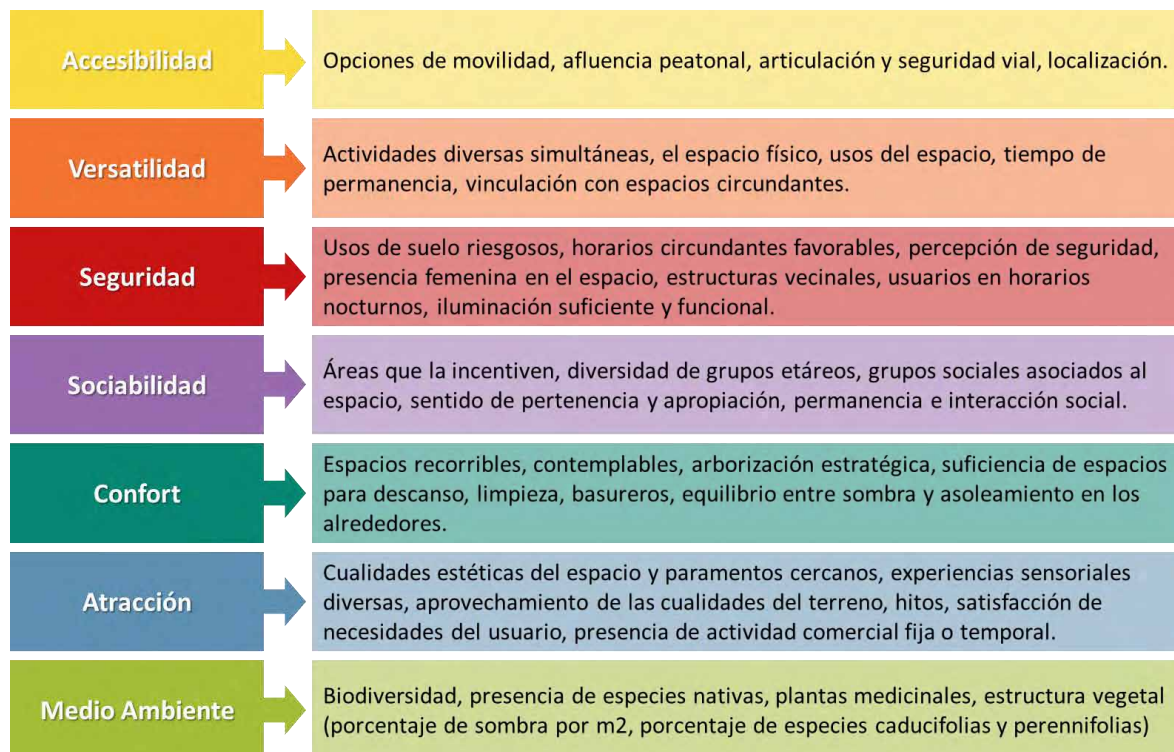 Accesibilidad
Opciones de movilidad, afluencia peatonal, articulación y seguridad vial, localización.
Versatilidad
Actividades diversas simultáneas, el espacio físico, usos del espacio, tiempo de
permanencia, vinculación con espacios circundantes.
Seguridad
Usos de suelo riesgosos, horarios circundantes favorables, percepción de seguridad,
presencia femenina en el espacio, estructuras vecinales, usuarios en horarios
nocturnos, iluminación suficiente y funcional.
Sociabilidad
Áreas que la incentiven, diversidad de grupos etáreos, grupos sociales asociados al
espacio, sentido de pertenencia y apropiación, permanencia e interacción social.
Confort
Espacios recorribles, contemplables, arborización estratégica, suficiencia de espacios
para descanso, limpieza, basureros, equilibrio entre sombra y asoleamiento en los
alrededores.
Atracción
Cualidades estéticas del espacio y paramentos cercanos, experiencias sensoriales
diversas, aprovechamiento de las cualidades del terreno, hitos, satisfacción de
necesidades del usuario, presencia de actividad comercial fija o temporal.
Medio Ambiente
Biodiversidad, presencia de especies nativas, plantas medicinales, estructura vegetal
(porcentaje de sombra por m2, porcentaje de especies caducifolias y perennifolias)